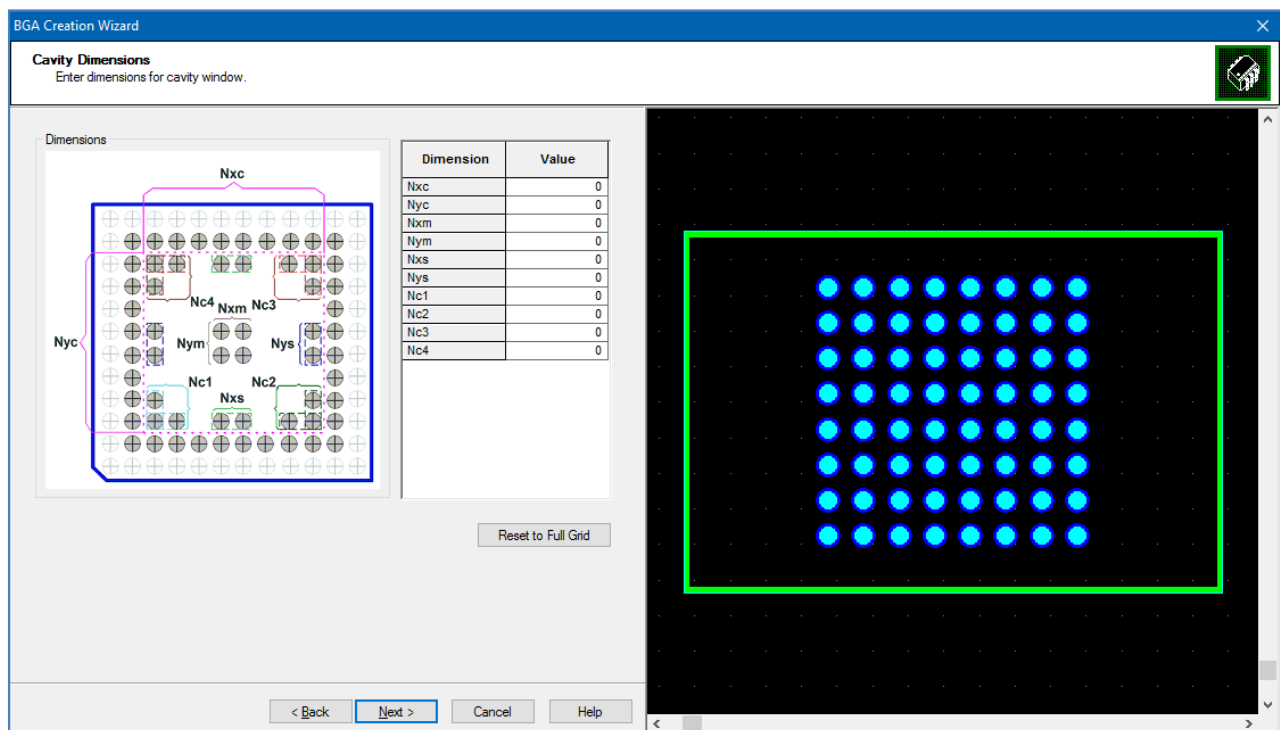 BGA Creation Wizard
Cavity Dimensions
Enter dimensions for cavity window.
Dimensions
Nxc
Nc4 Nxm Nc3
Nyc Nym Nys
Nc1 Nc2
Nxs
Dimension Value
Nxc 0
Nyc 0
Nxm 0
Nym 0
Nxs 0
Nys 0
Nc1 0
Nc2 0
Nc3 0
Nc4 0
Reset to Full Grid
< Back Next > Cancel Help